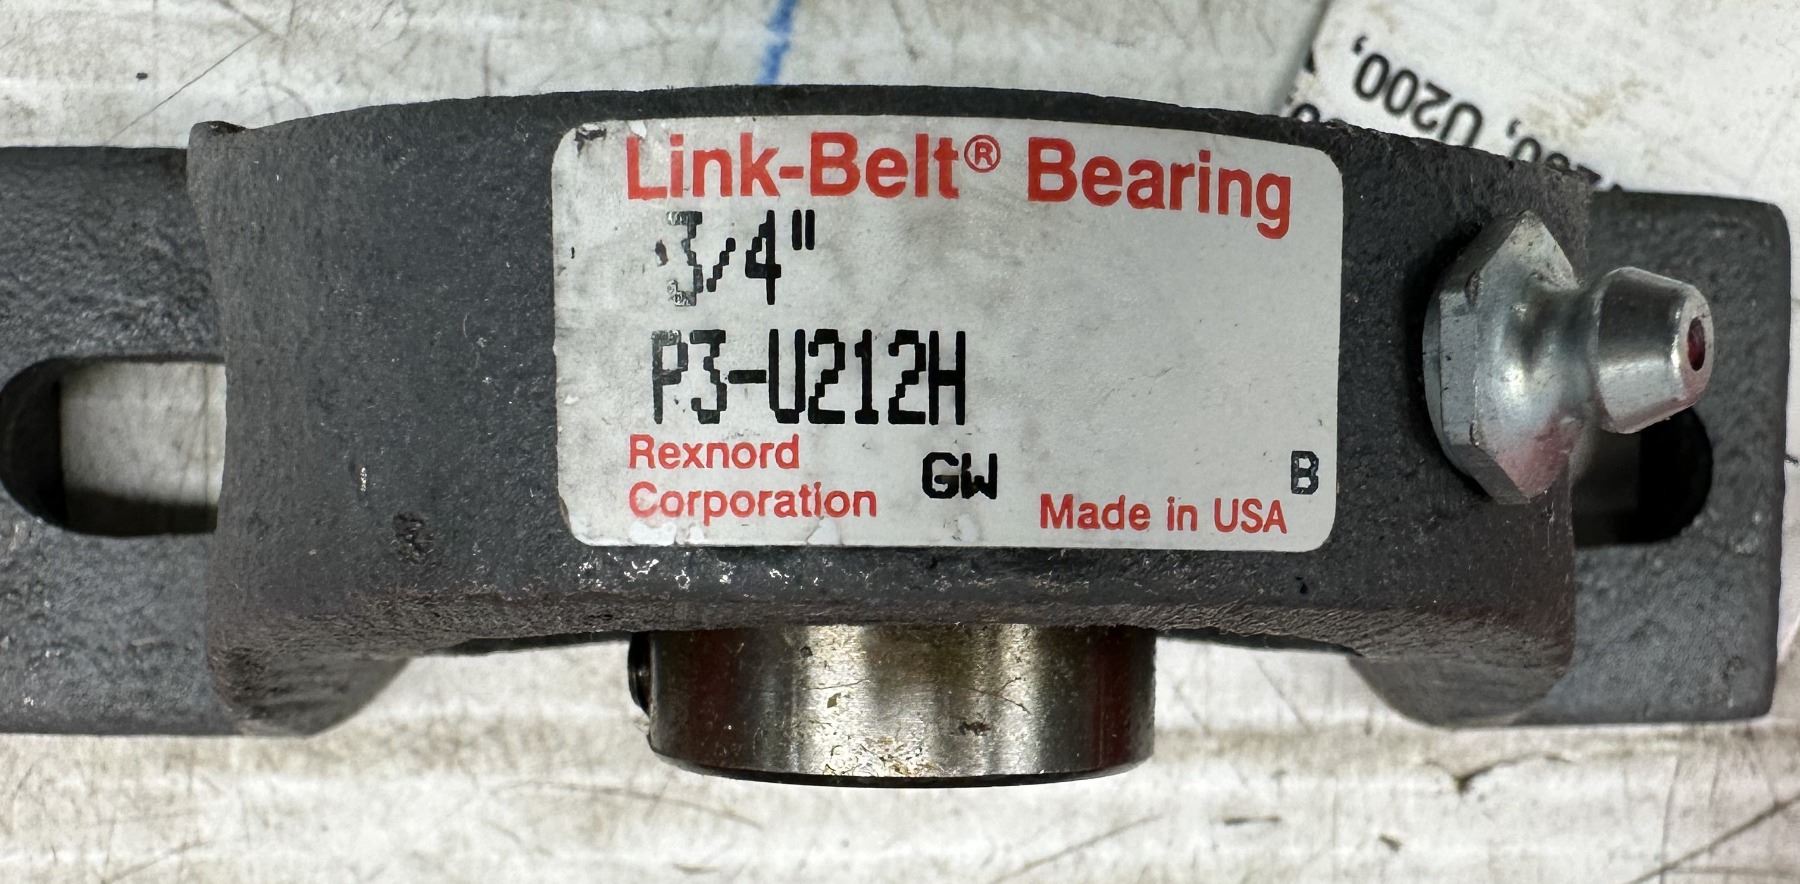 Link-Belt® Bearing
3/4"
P3-U212H
Rexnord
Corporation
GW
Made in USA
B
U200,